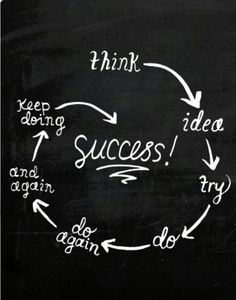 think
idea
try
do
do
again
and
again
keep
doing
success!